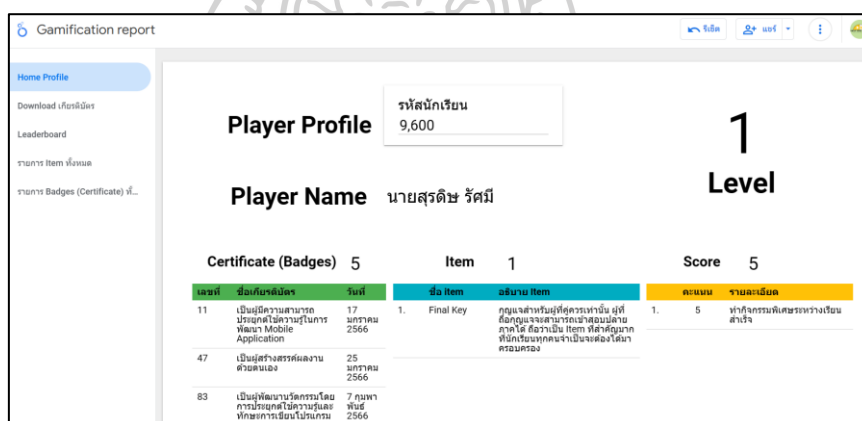 Gamification report
รีเซ็ต
แชร์
Home Profile
Download เกียรติบัตร
Leaderboard
รายการ Item ทั้งหมด
รายการ Badges (Certificate) ทั้...
Player Profile
รหัสนักเรียน
9,600
1
Level
Player Name นายสุรดิษ รัศมี
Certificate (Badges) 5
เลขที่ ชื่อเกียรติบัตร วันที่
11 เป็นผู้มีความสามารถ 17
ประยุกต์ใช้ความรู้ในการ มกราคม
พัฒนา Mobile 2566
Application
47 เป็นผู้สร้างสรรค์ผลงาน 25
ด้วยตนเอง มกราคม
2566
83 เป็นผู้พัฒนานวัตกรรมโดย 7 กุมภา
การประยุกต์ใช้ความรู้และ พันธ์
ทักษะการเขียนโปรแกรม 2566
Item 1
ชื่อ Item อธิบาย Item
1. Final Key กุญแจสำหรับผู้ที่คู่ควรเท่านั้น ผู้ที่
ถือกุญแจจะสามารถเข้าสอบปลาย
ภาคได้ ถือว่าเป็น Item ที่สำคัญมาก
ที่นักเรียนทุกคนจำเป็นจะต้องได้มา
ครอบครอง
Score 5
คะแนน รายละเอียด
1. 5 ทำกิจกรรมพิเศษระหว่างเรียน
สำเร็จ